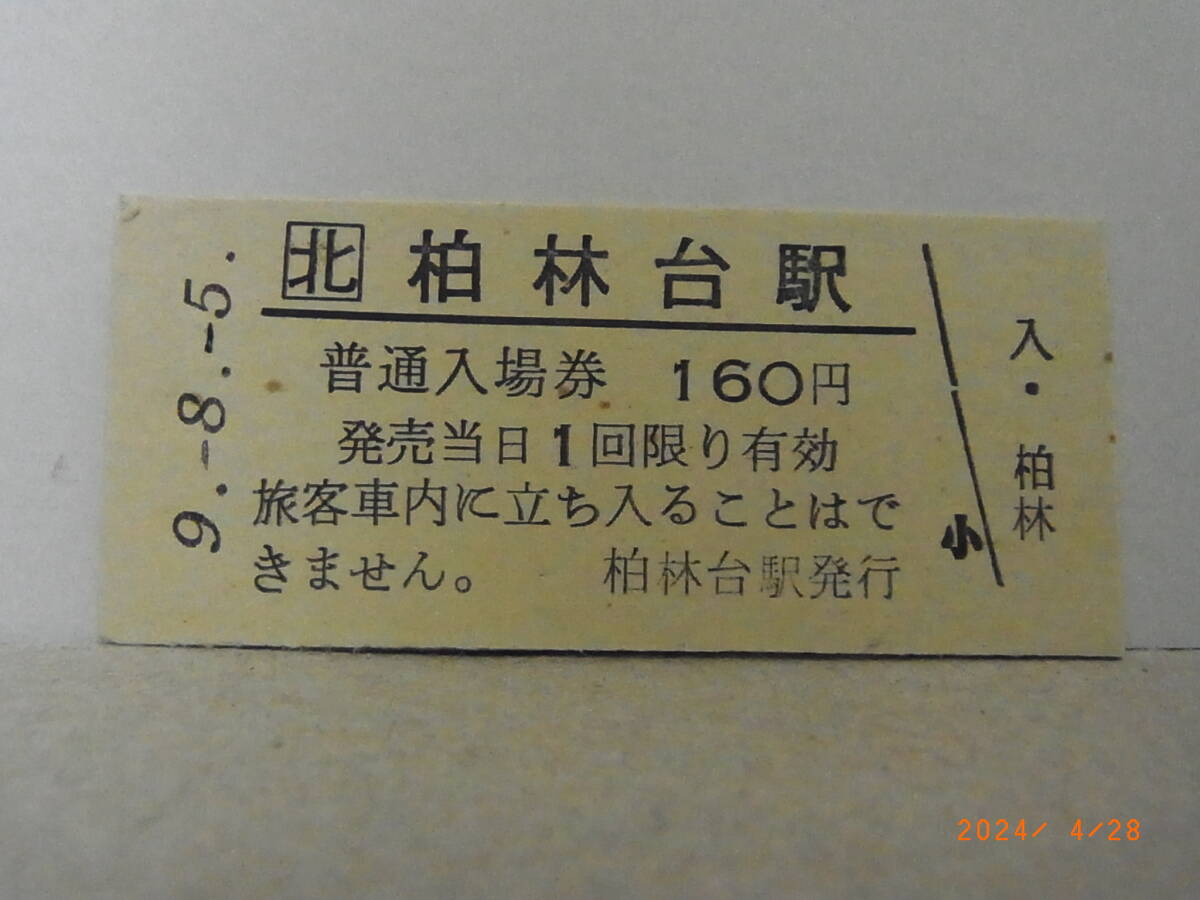 9.-8.-5.
北 柏林台駅
普通入場券 160円
発売当日1回限り有効
旅客車内に立ち入ることはで
きません。 柏林台駅発行
小
入・柏林
2024/ 4/28